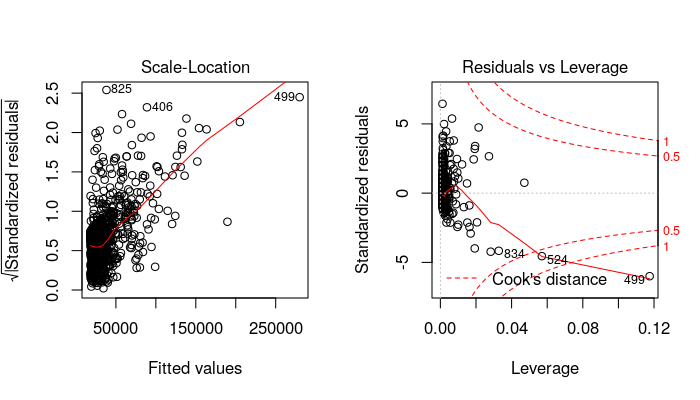 Scale-Location
√|Standardized residuals|
0.0 0.5 1.0 1.5 2.0 2.5
825
406
499
50000 150000 250000
Fitted values
Residuals vs Leverage
Standardized residuals
-5 0 5
1
0.5
0.5
1
834
524
499
Cook's distance
0.00 0.04 0.08 0.12
Leverage